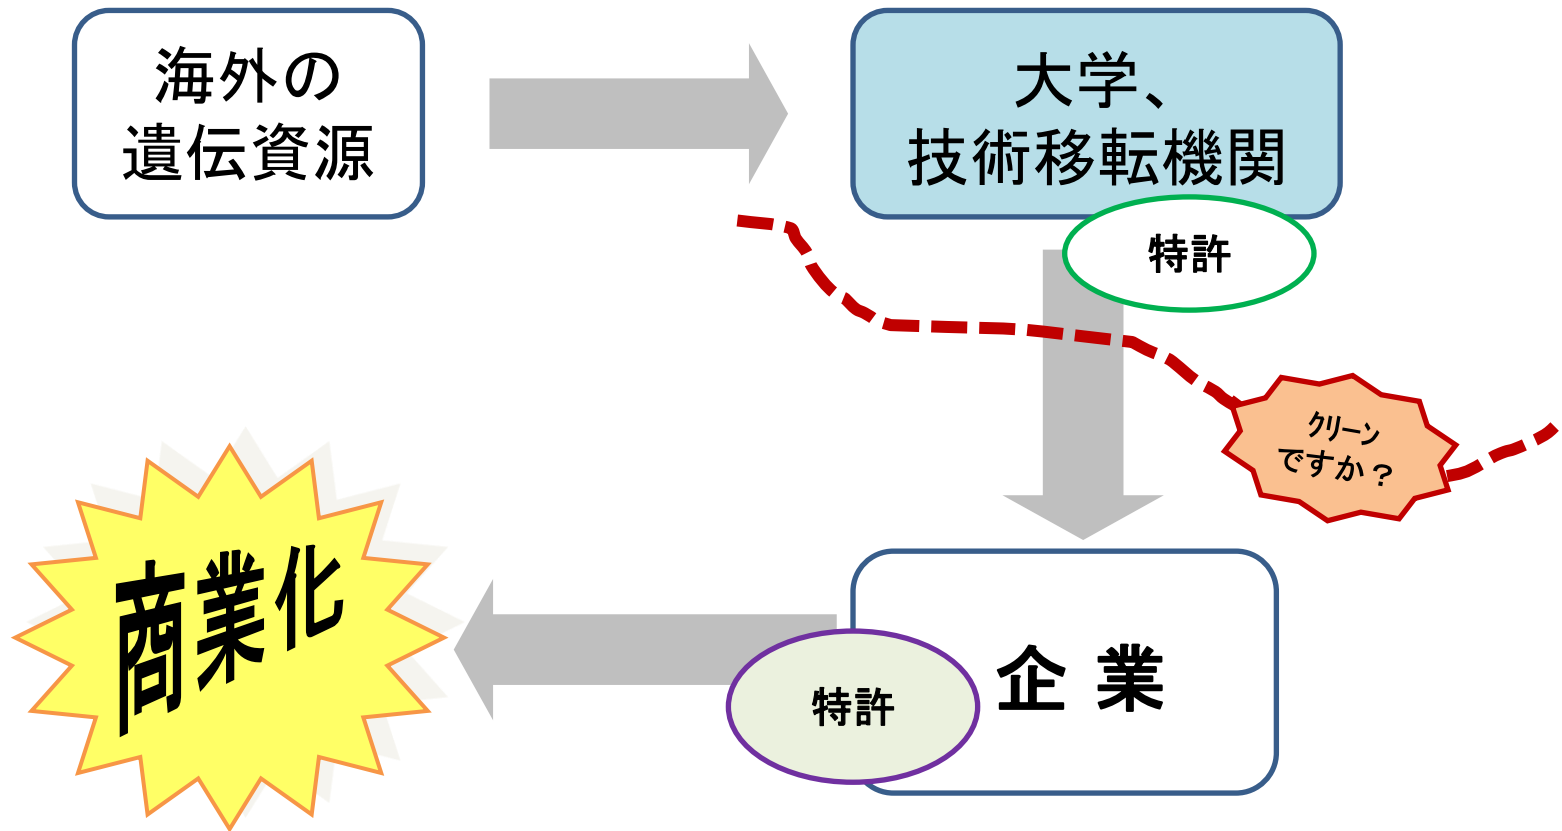 海外の
遺伝資源
大学、
技術移転機関
特許
ｸﾘｰﾝ
ですか？
商業化
企 業
特許